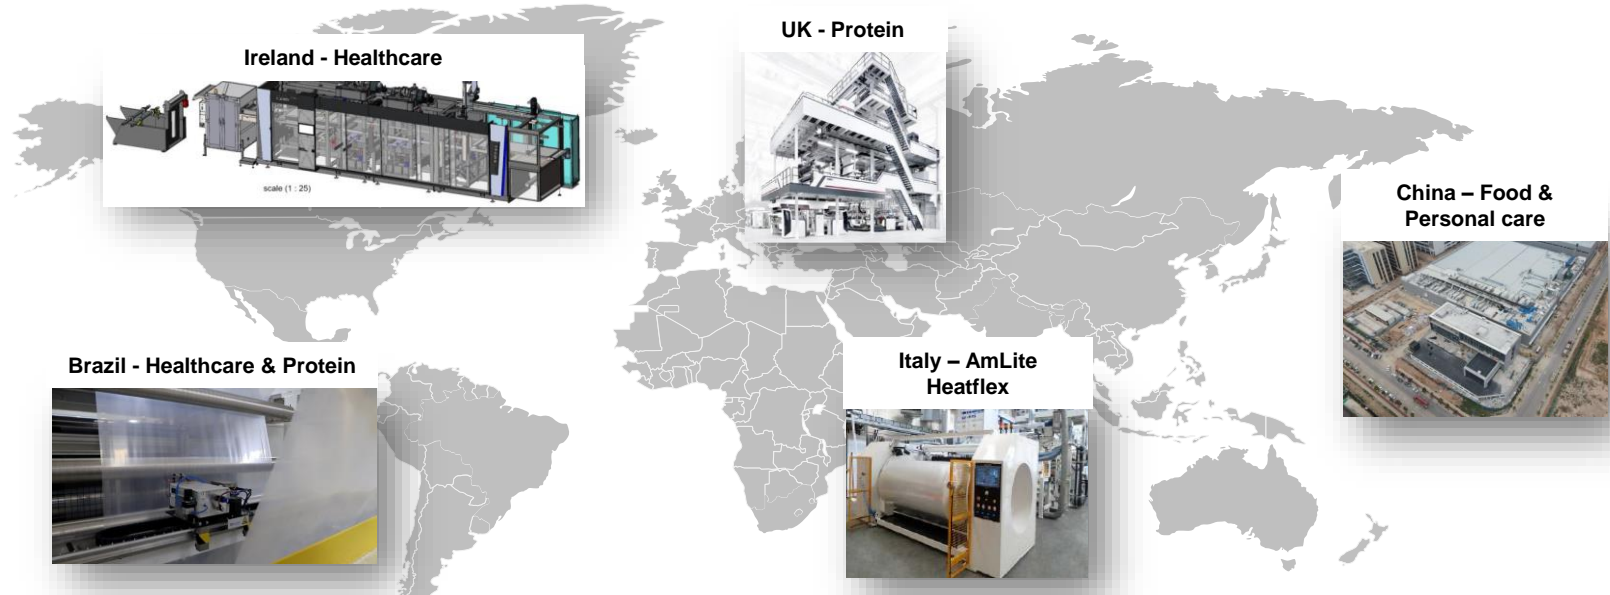 UK - Protein
Ireland - Healthcare
scale (1 : 25)
China – Food &
Personal care
Brazil - Healthcare & Protein
Italy – AmLite
Heatflex